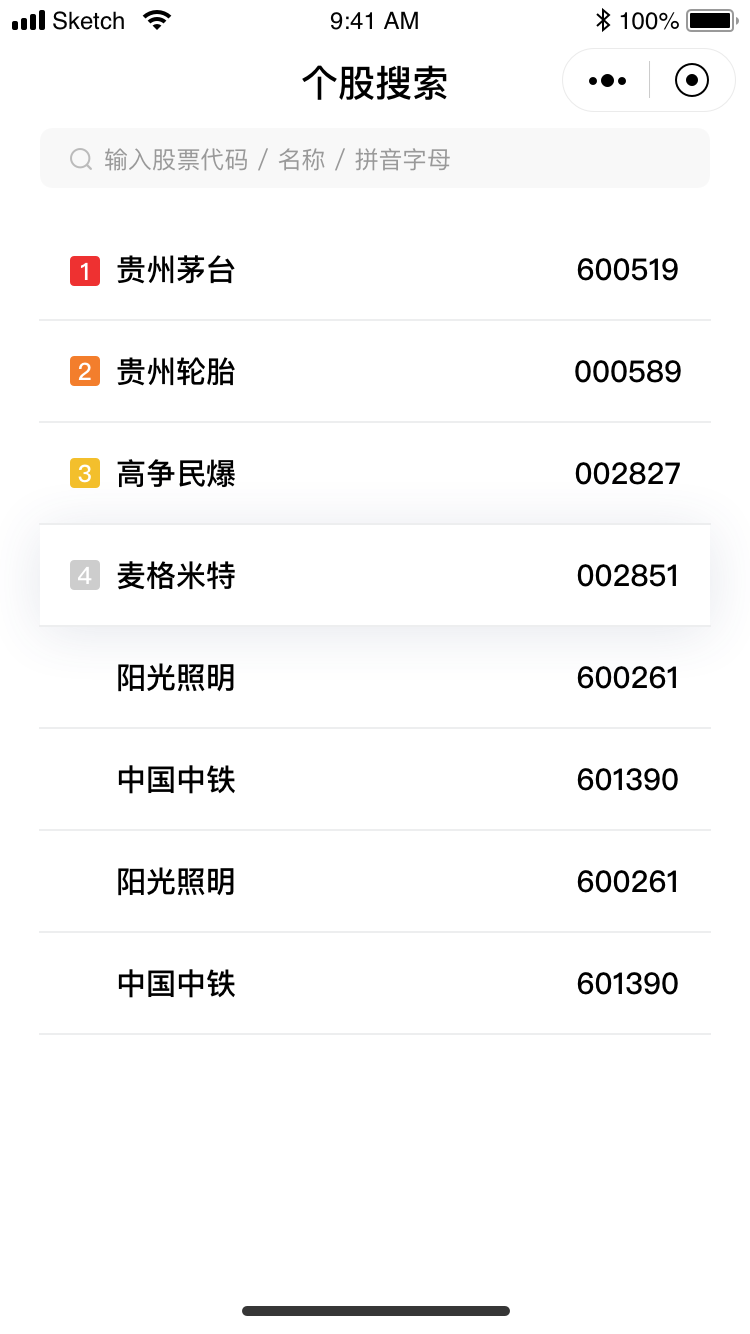 Sketch 9:41 AM 100%
个股搜索
输入股票代码 / 名称 / 拼音字母
1 贵州茅台 600519
2 贵州轮胎 000589
3 高争民爆 002827
4 麦格米特 002851
阳光照明 600261
中国中铁 601390
阳光照明 600261
中国中铁 601390